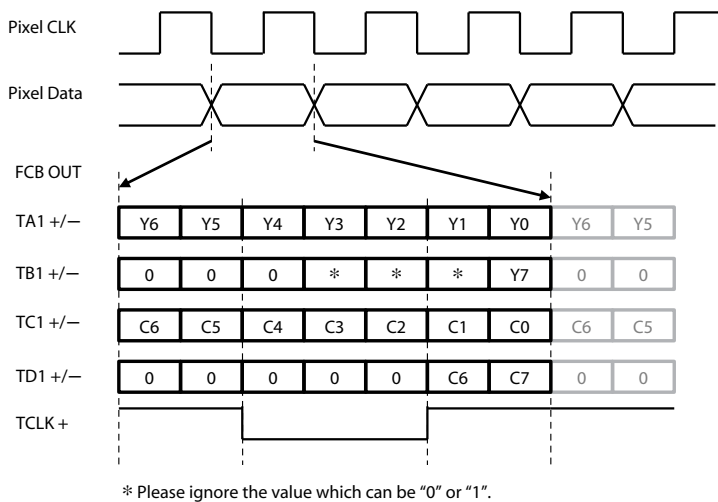 Pixel CLK
Pixel Data
FCB OUT
TA1 +/− Y6 Y5 Y4 Y3 Y2 Y1 Y0 Y6 Y5
TB1 +/− 0 0 0 * * * Y7 0 0
TC1 +/− C6 C5 C4 C3 C2 C1 C0 C6 C5
TD1 +/− 0 0 0 0 0 C6 C7 0 0
TCLK +
* Please ignore the value which can be “0” or “1”.